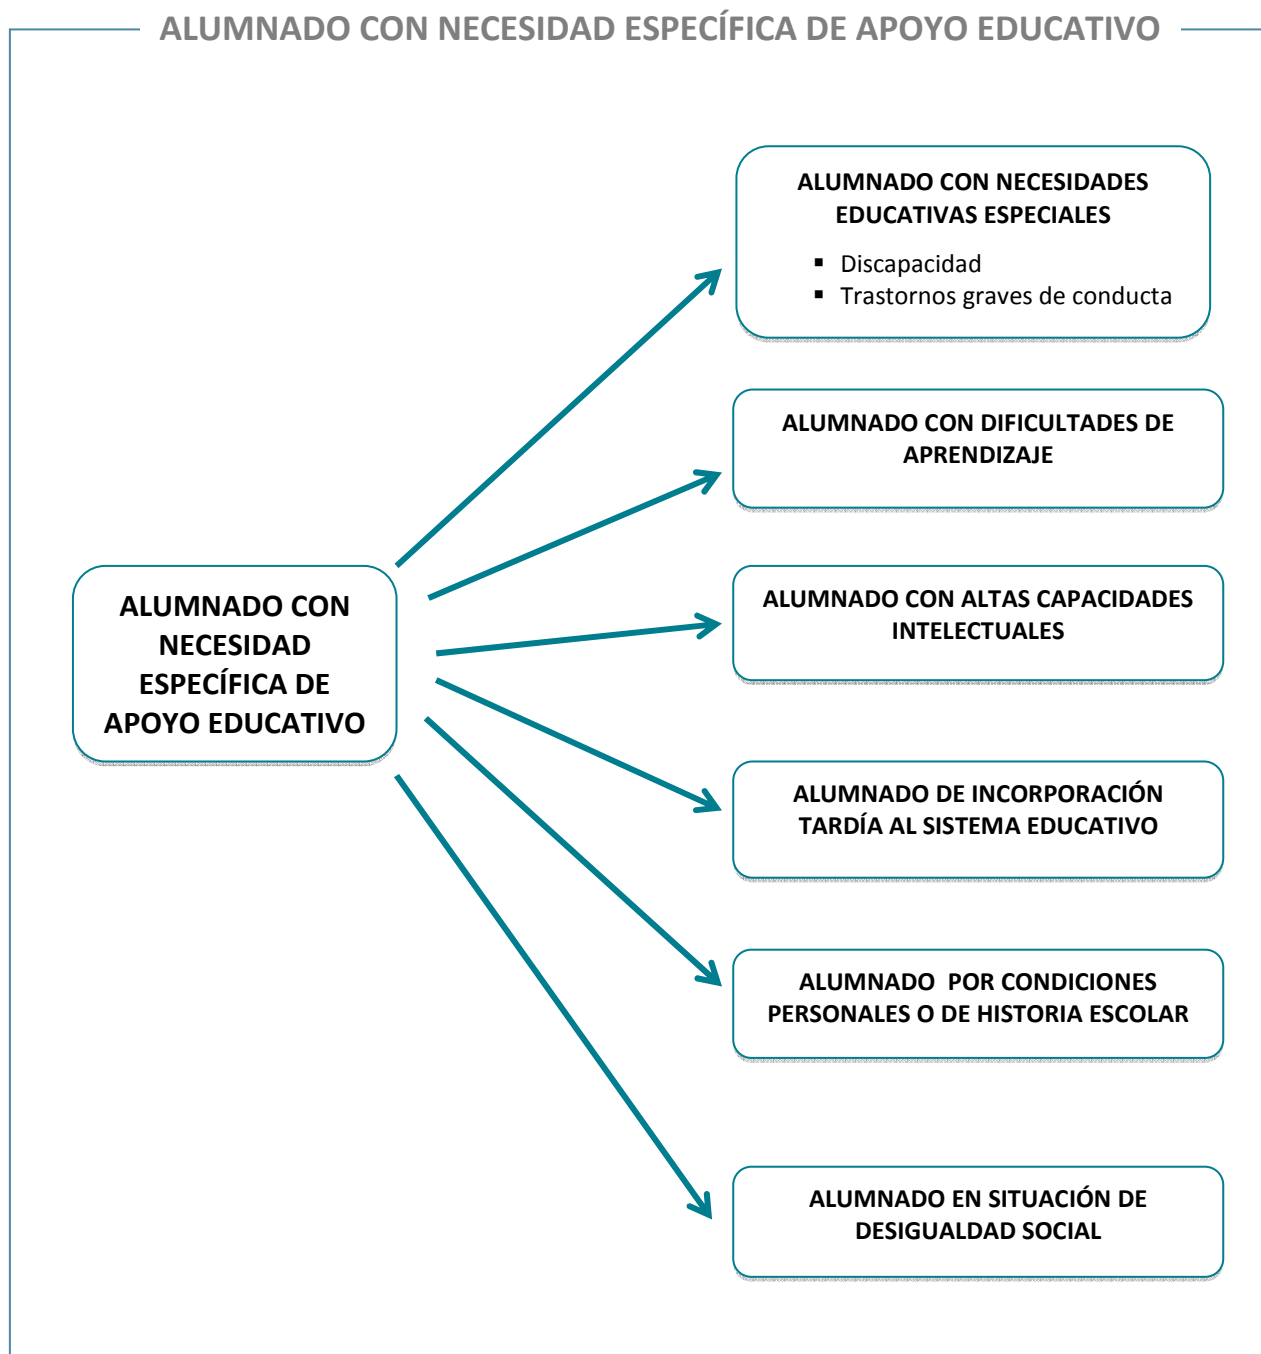 ALUMNADO CON NECESIDAD ESPECÍFICA DE APOYO EDUCATIVO
ALUMNADO CON
NECESIDAD
ESPECÍFICA DE
APOYO EDUCATIVO
ALUMNADO CON NECESIDADES
EDUCATIVAS ESPECIALES
▪ Discapacidad
▪ Trastornos graves de conducta
ALUMNADO CON DIFICULTADES DE
APRENDIZAJE
ALUMNADO CON ALTAS CAPACIDADES
INTELECTUALES
ALUMNADO DE INCORPORACIÓN
TARDÍA AL SISTEMA EDUCATIVO
ALUMNADO POR CONDICIONES
PERSONALES O DE HISTORIA ESCOLAR
ALUMNADO EN SITUACIÓN DE
DESIGUALDAD SOCIAL